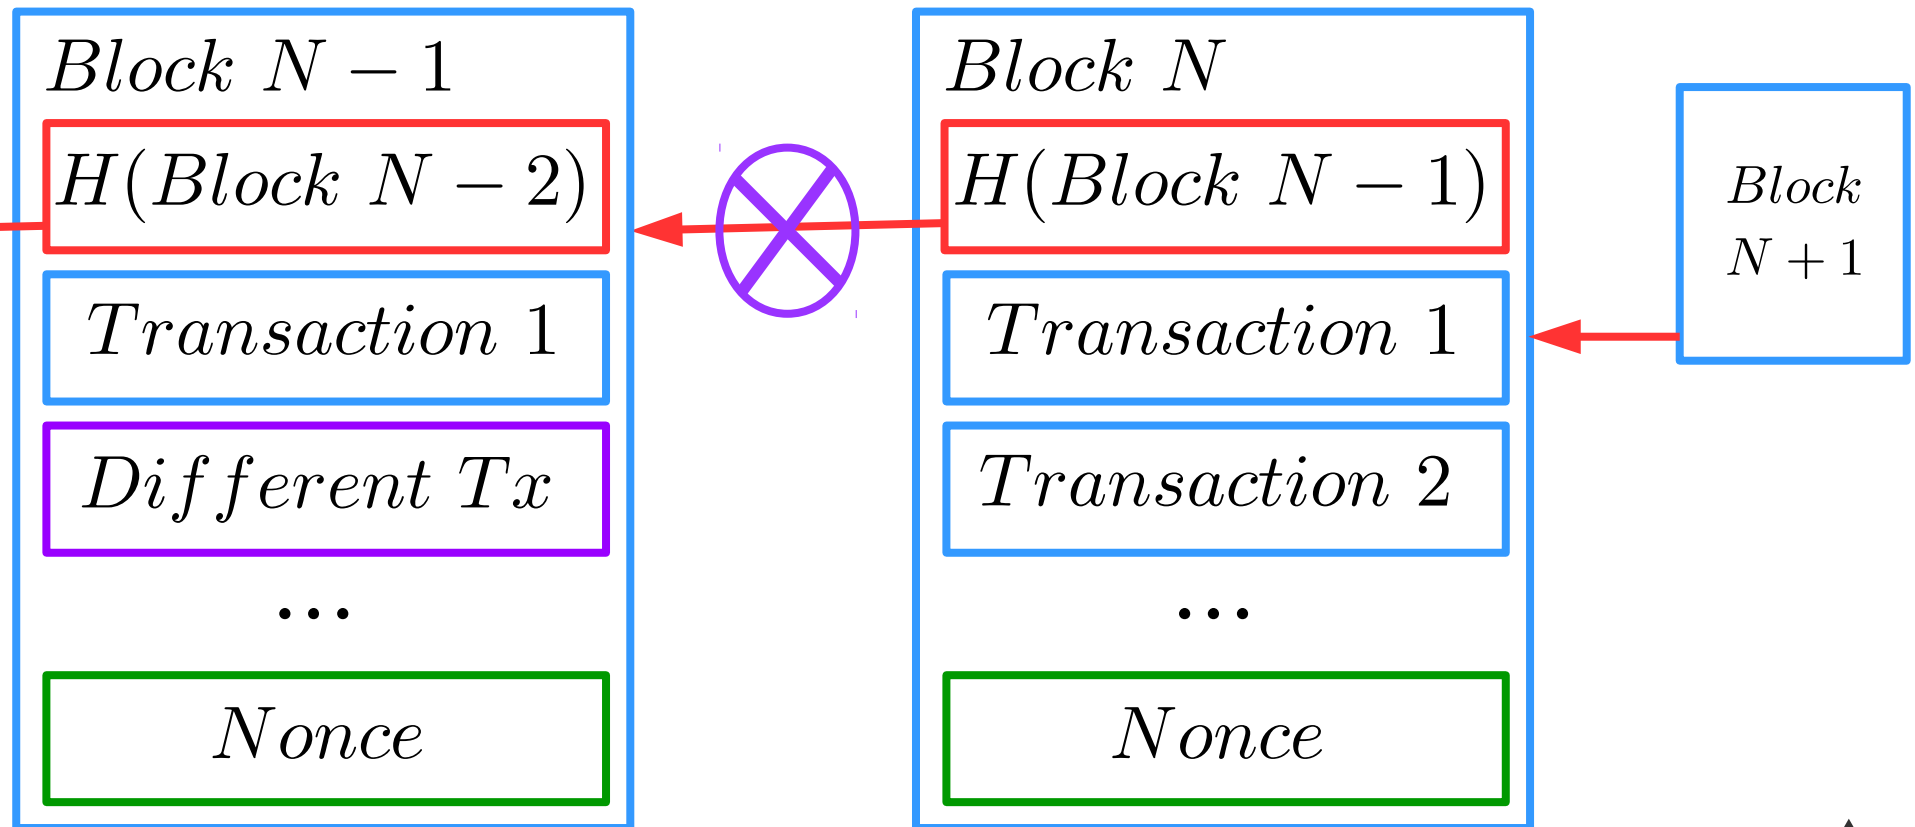 Block N − 1
H(Block N − 2)
Transaction 1
Different Tx
...
Nonce
Block N
H(Block N − 1)
Transaction 1
Transaction 2
...
Nonce
Block
N + 1